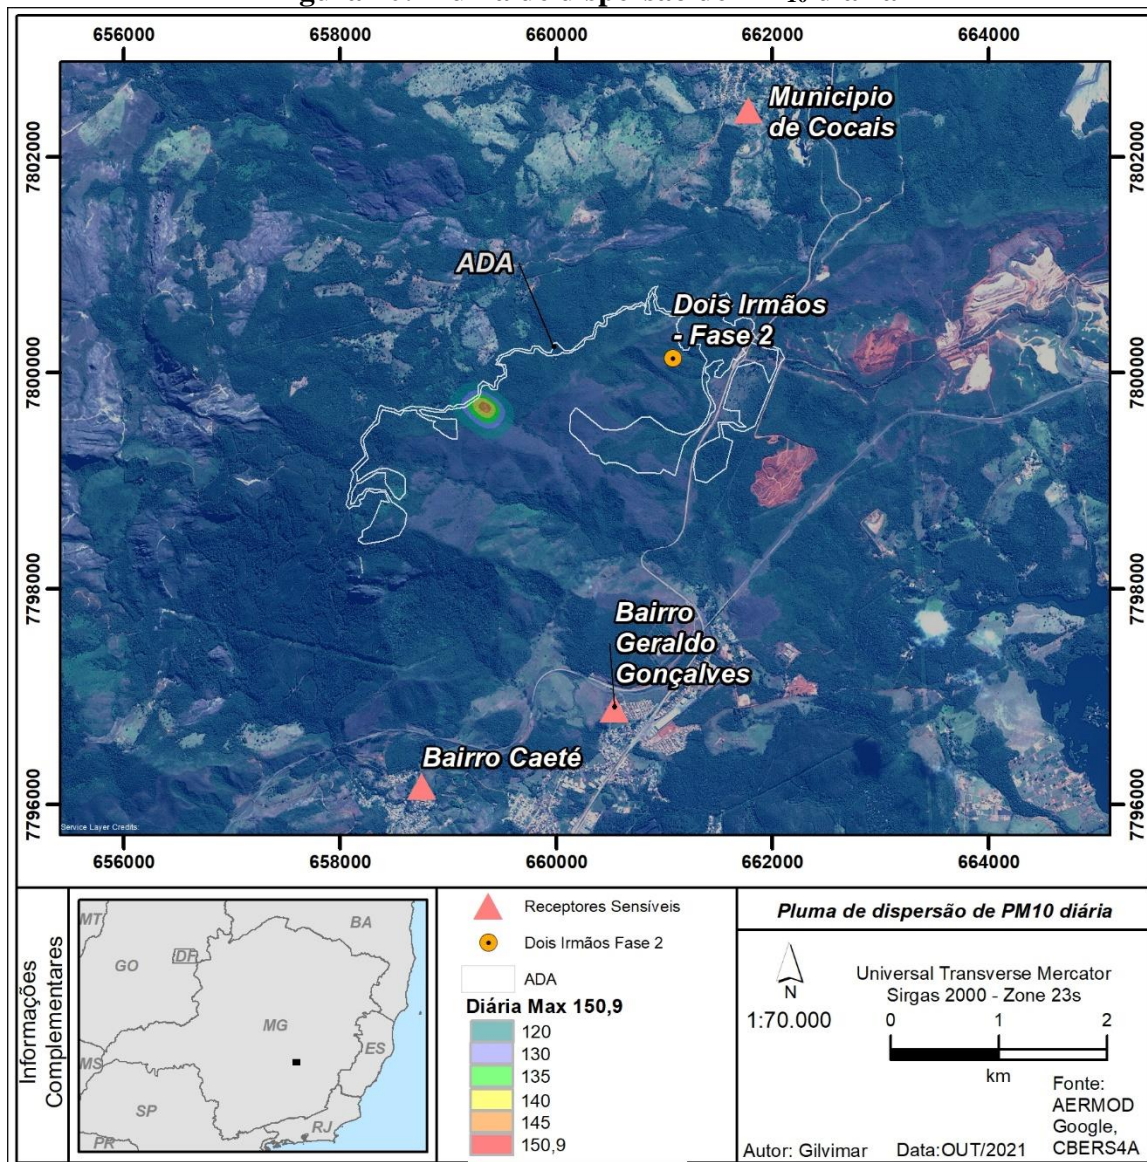 656000
658000
660000
662000
664000
7802000
7800000
7798000
7796000
7802000
7800000
7798000
7796000
Municipio
de Cocais
ADA
Dois Irmãos
- Fase 2
Bairro
Geraldo
Gonçalves
Bairro Caeté
Service Layer Credits:
656000
658000
660000
662000
664000
Informações
Complementares
MT
BA
GO
DF
MG
ES
MS
SP
RJ
PR
Receptores Sensíveis
Dois Irmãos Fase 2
ADA
Diária Max 150,9
120
130
135
140
145
150,9
Pluma de dispersão de PM10 diária
N
1:70.000
Universal Transverse Mercator
Sirgas 2000 - Zone 23s
0 1 2
km
Fonte:
AERMOD
Google,
CBERS4A
Autor: Gilvimar
Data:OUT/2021